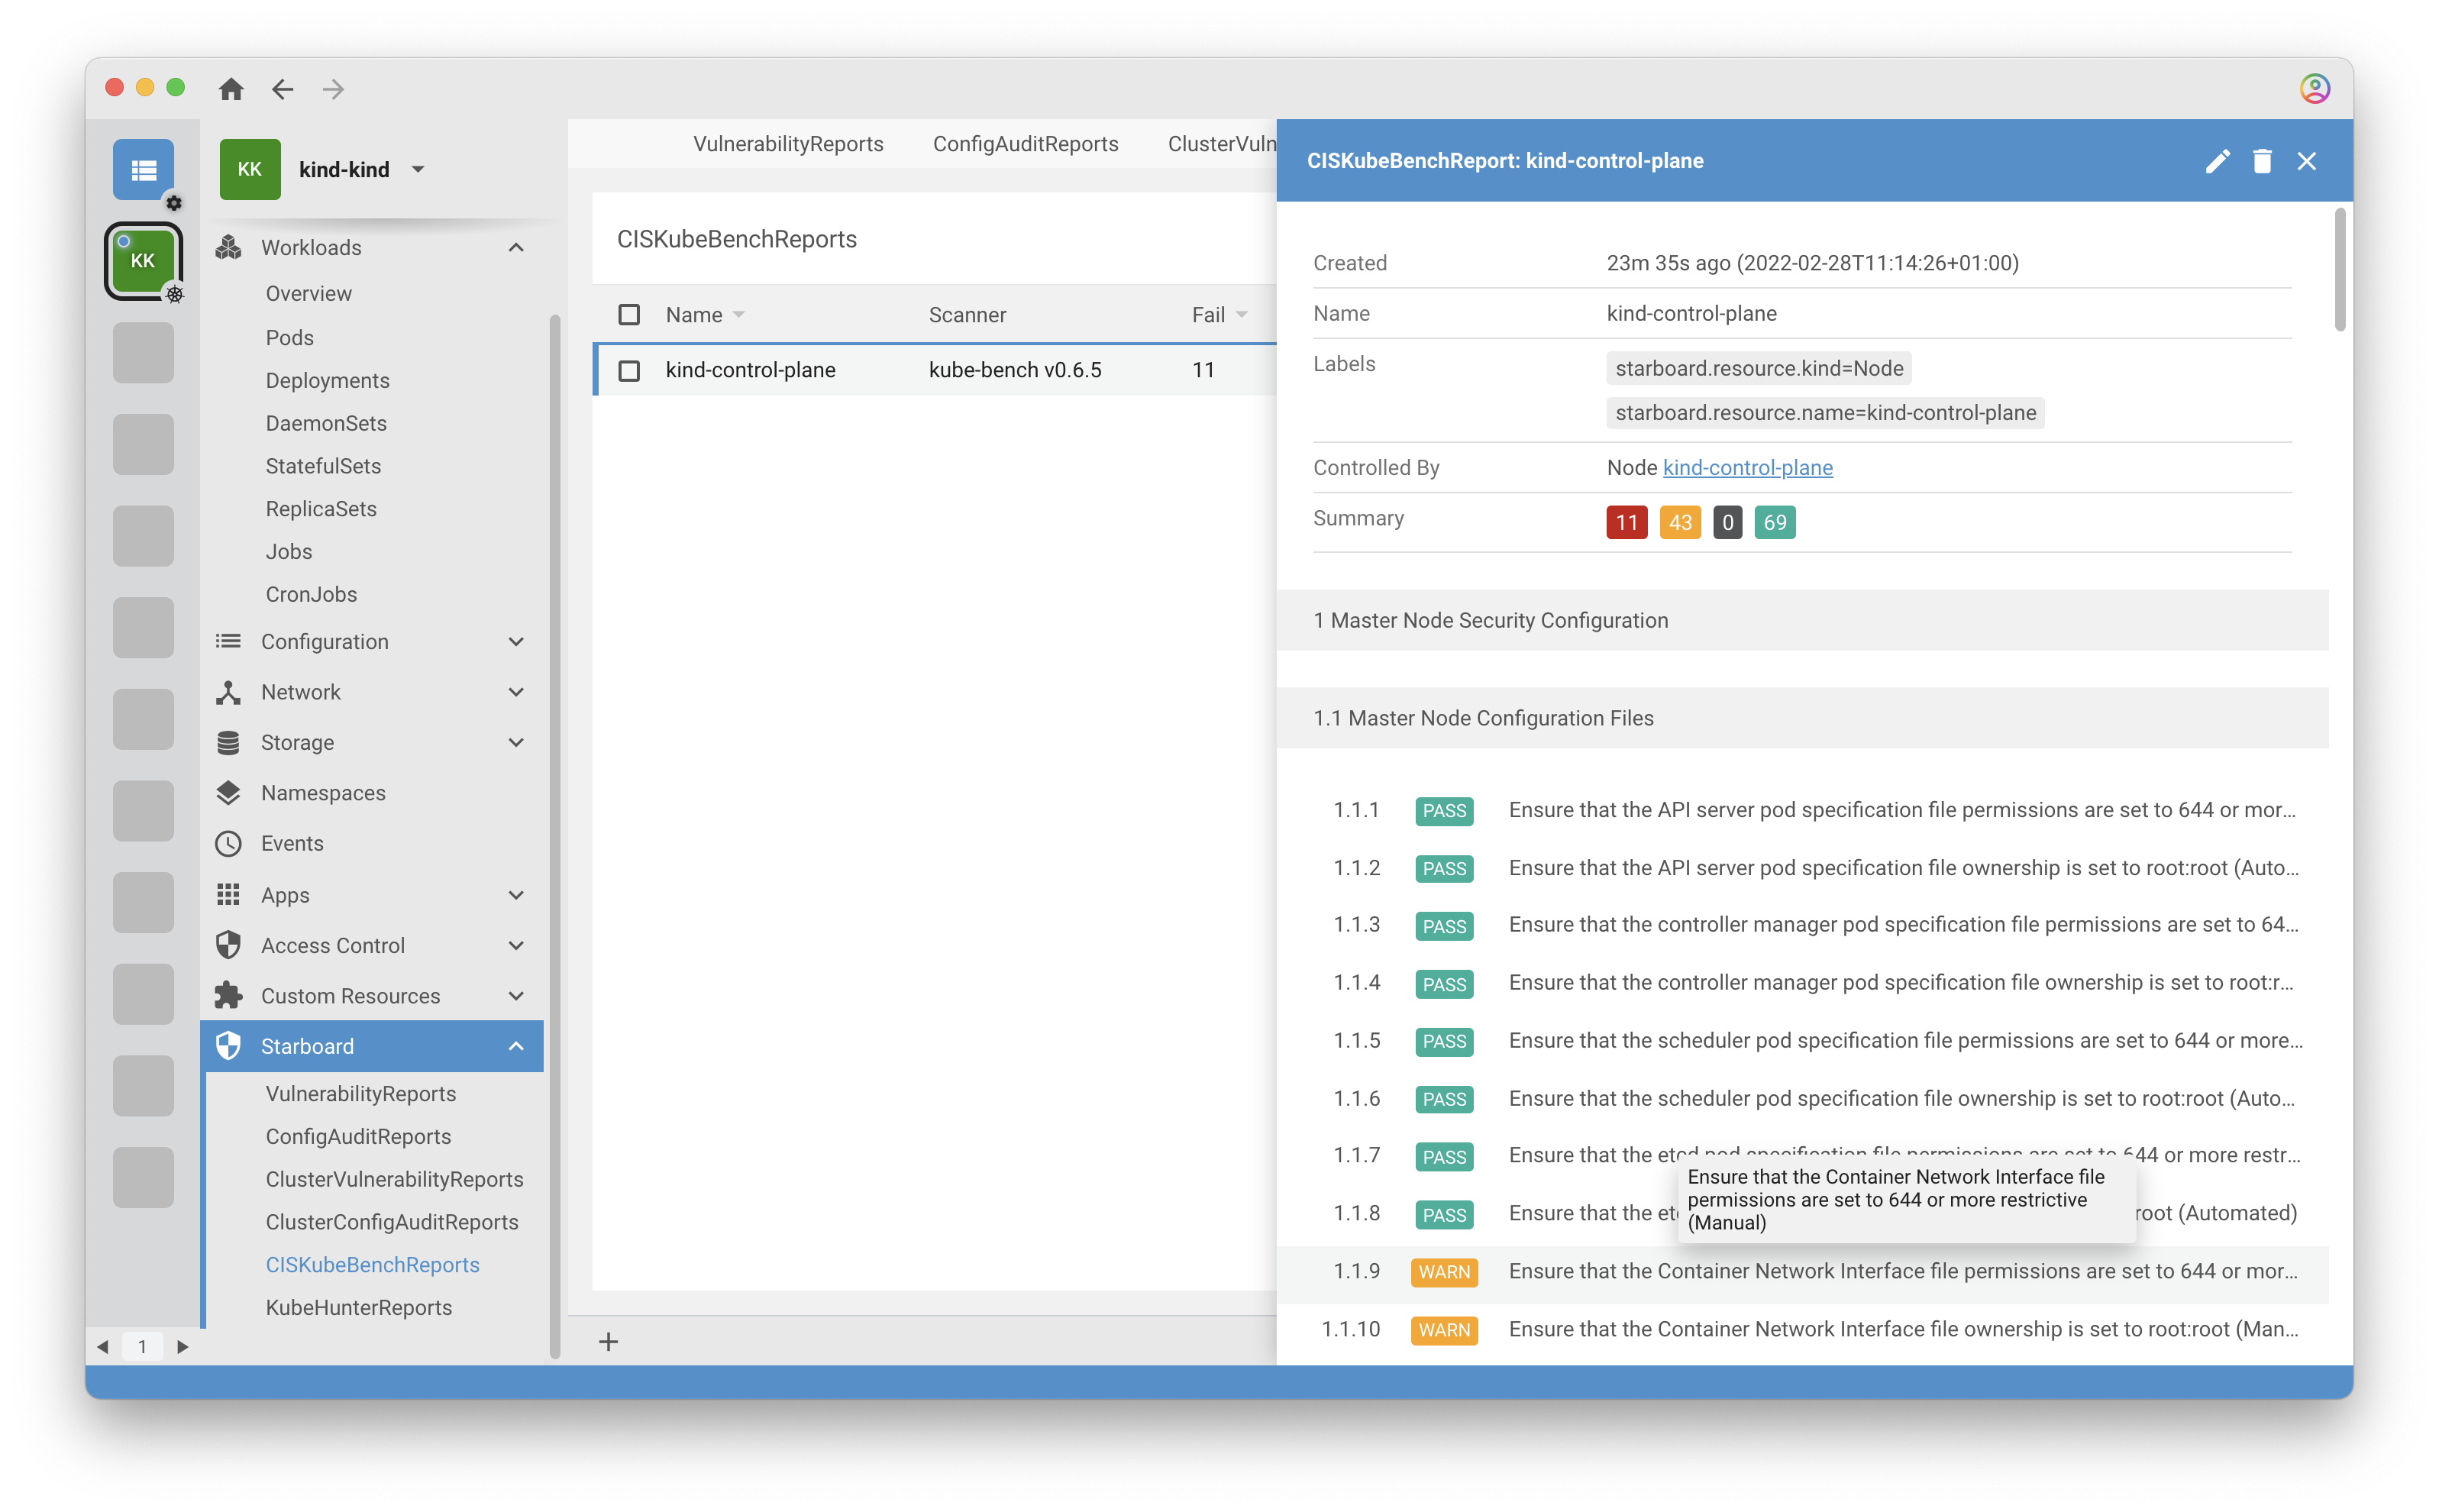 KK
kind-kind
KK
Workloads
Overview
Pods
Deployments
DaemonSets
StatefulSets
ReplicaSets
Jobs
CronJobs
Configuration
Network
Storage
Namespaces
Events
Apps
Access Control
Custom Resources
Starboard
VulnerabilityReports
ConfigAuditReports
ClusterVulnerabilityReports
ClusterConfigAuditReports
CISKubeBenchReports
KubeHunterReports
1
VulnerabilityReports ConfigAuditReports ClusterVuln
CISKubeBenchReports
Name Scanner Fail
kind-control-plane kube-bench v0.6.5 11
CISKubeBenchReport: kind-control-plane
Created 23m 35s ago (2022-02-28T11:14:26+01:00)
Name kind-control-plane
Labels starboard.resource.kind=Node
starboard.resource.name=kind-control-plane
Controlled By Node kind-control-plane
Summary 11 43 0 69
1 Master Node Security Configuration
1.1 Master Node Configuration Files
1.1.1 PASS Ensure that the API server pod specification file permissions are set to 644 or mor...
1.1.2 PASS Ensure that the API server pod specification file ownership is set to root:root (Auto...
1.1.3 PASS Ensure that the controller manager pod specification file permissions are set to 64...
1.1.4 PASS Ensure that the controller manager pod specification file ownership is set to root:r...
1.1.5 PASS Ensure that the scheduler pod specification file permissions are set to 644 or more...
1.1.6 PASS Ensure that the scheduler pod specification file ownership is set to root:root (Auto...
1.1.7 PASS Ensure that the etcd pod specification file permissions are set to 644 or more restr...
Ensure that the Container Network Interface file
permissions are set to 644 or more restrictive
(Manual)
1.1.8 PASS Ensure that the etc root (Automated)
1.1.9 WARN Ensure that the Container Network Interface file permissions are set to 644 or mor...
1.1.10 WARN Ensure that the Container Network Interface file ownership is set to root:root (Man...